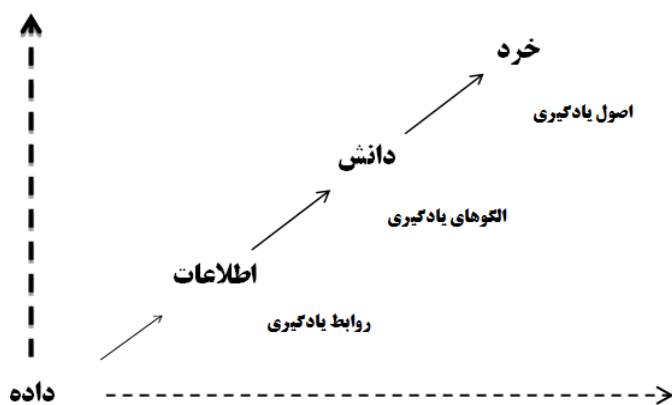 خرد
اصول یادگیری
دانش
الگوهای یادگیری
اطلاعات
روابط یادگیری
داده